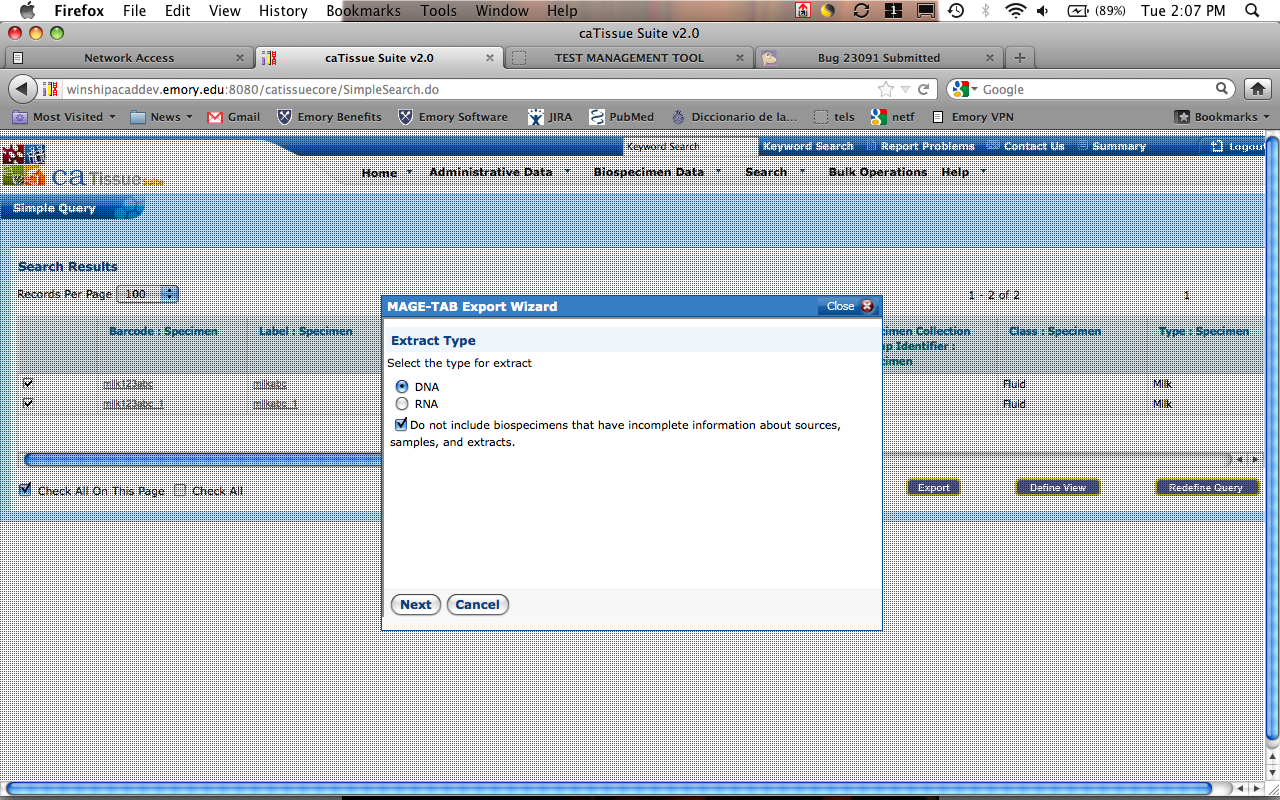 Firefox File Edit View History Bookmarks Tools Window Help (89%) Tue 2:07 PM
caTissue Suite v2.0
Network Access caTissue Suite v2.0 TEST MANAGEMENT TOOL Bug 23091 Submitted
winshipacaddev.emory.edu:8080/catissuecore/SimpleSearch.do Google
Most Visited News Gmail Emory Benefits Emory Software JIRA PubMed Diccionario de la... tels netf Emory VPN Bookmarks
Keyword Search Keyword Search Report Problems Contact Us Summary Logout
ca Tissue Suite
Home Administrative Data Biospecimen Data Search Bulk Operations Help
Simple Query
Search Results
Records Per Page 100 1 - 2 of 2 1
MAGE-TAB Export Wizard Close
Barcode : Specimen Label : Specimen imen Collection Class : Specimen Type : Specimen
up Identifier :
cimen
Extract Type
Select the type for extract
milk123abc milkabc DNA Fluid Milk
milk123abc_1 milkabc_1 RNA Fluid Milk
Do not include biospecimens that have incomplete information about sources,
samples, and extracts.
Check All On This Page Check All Export Define View Redefine Query
Next Cancel